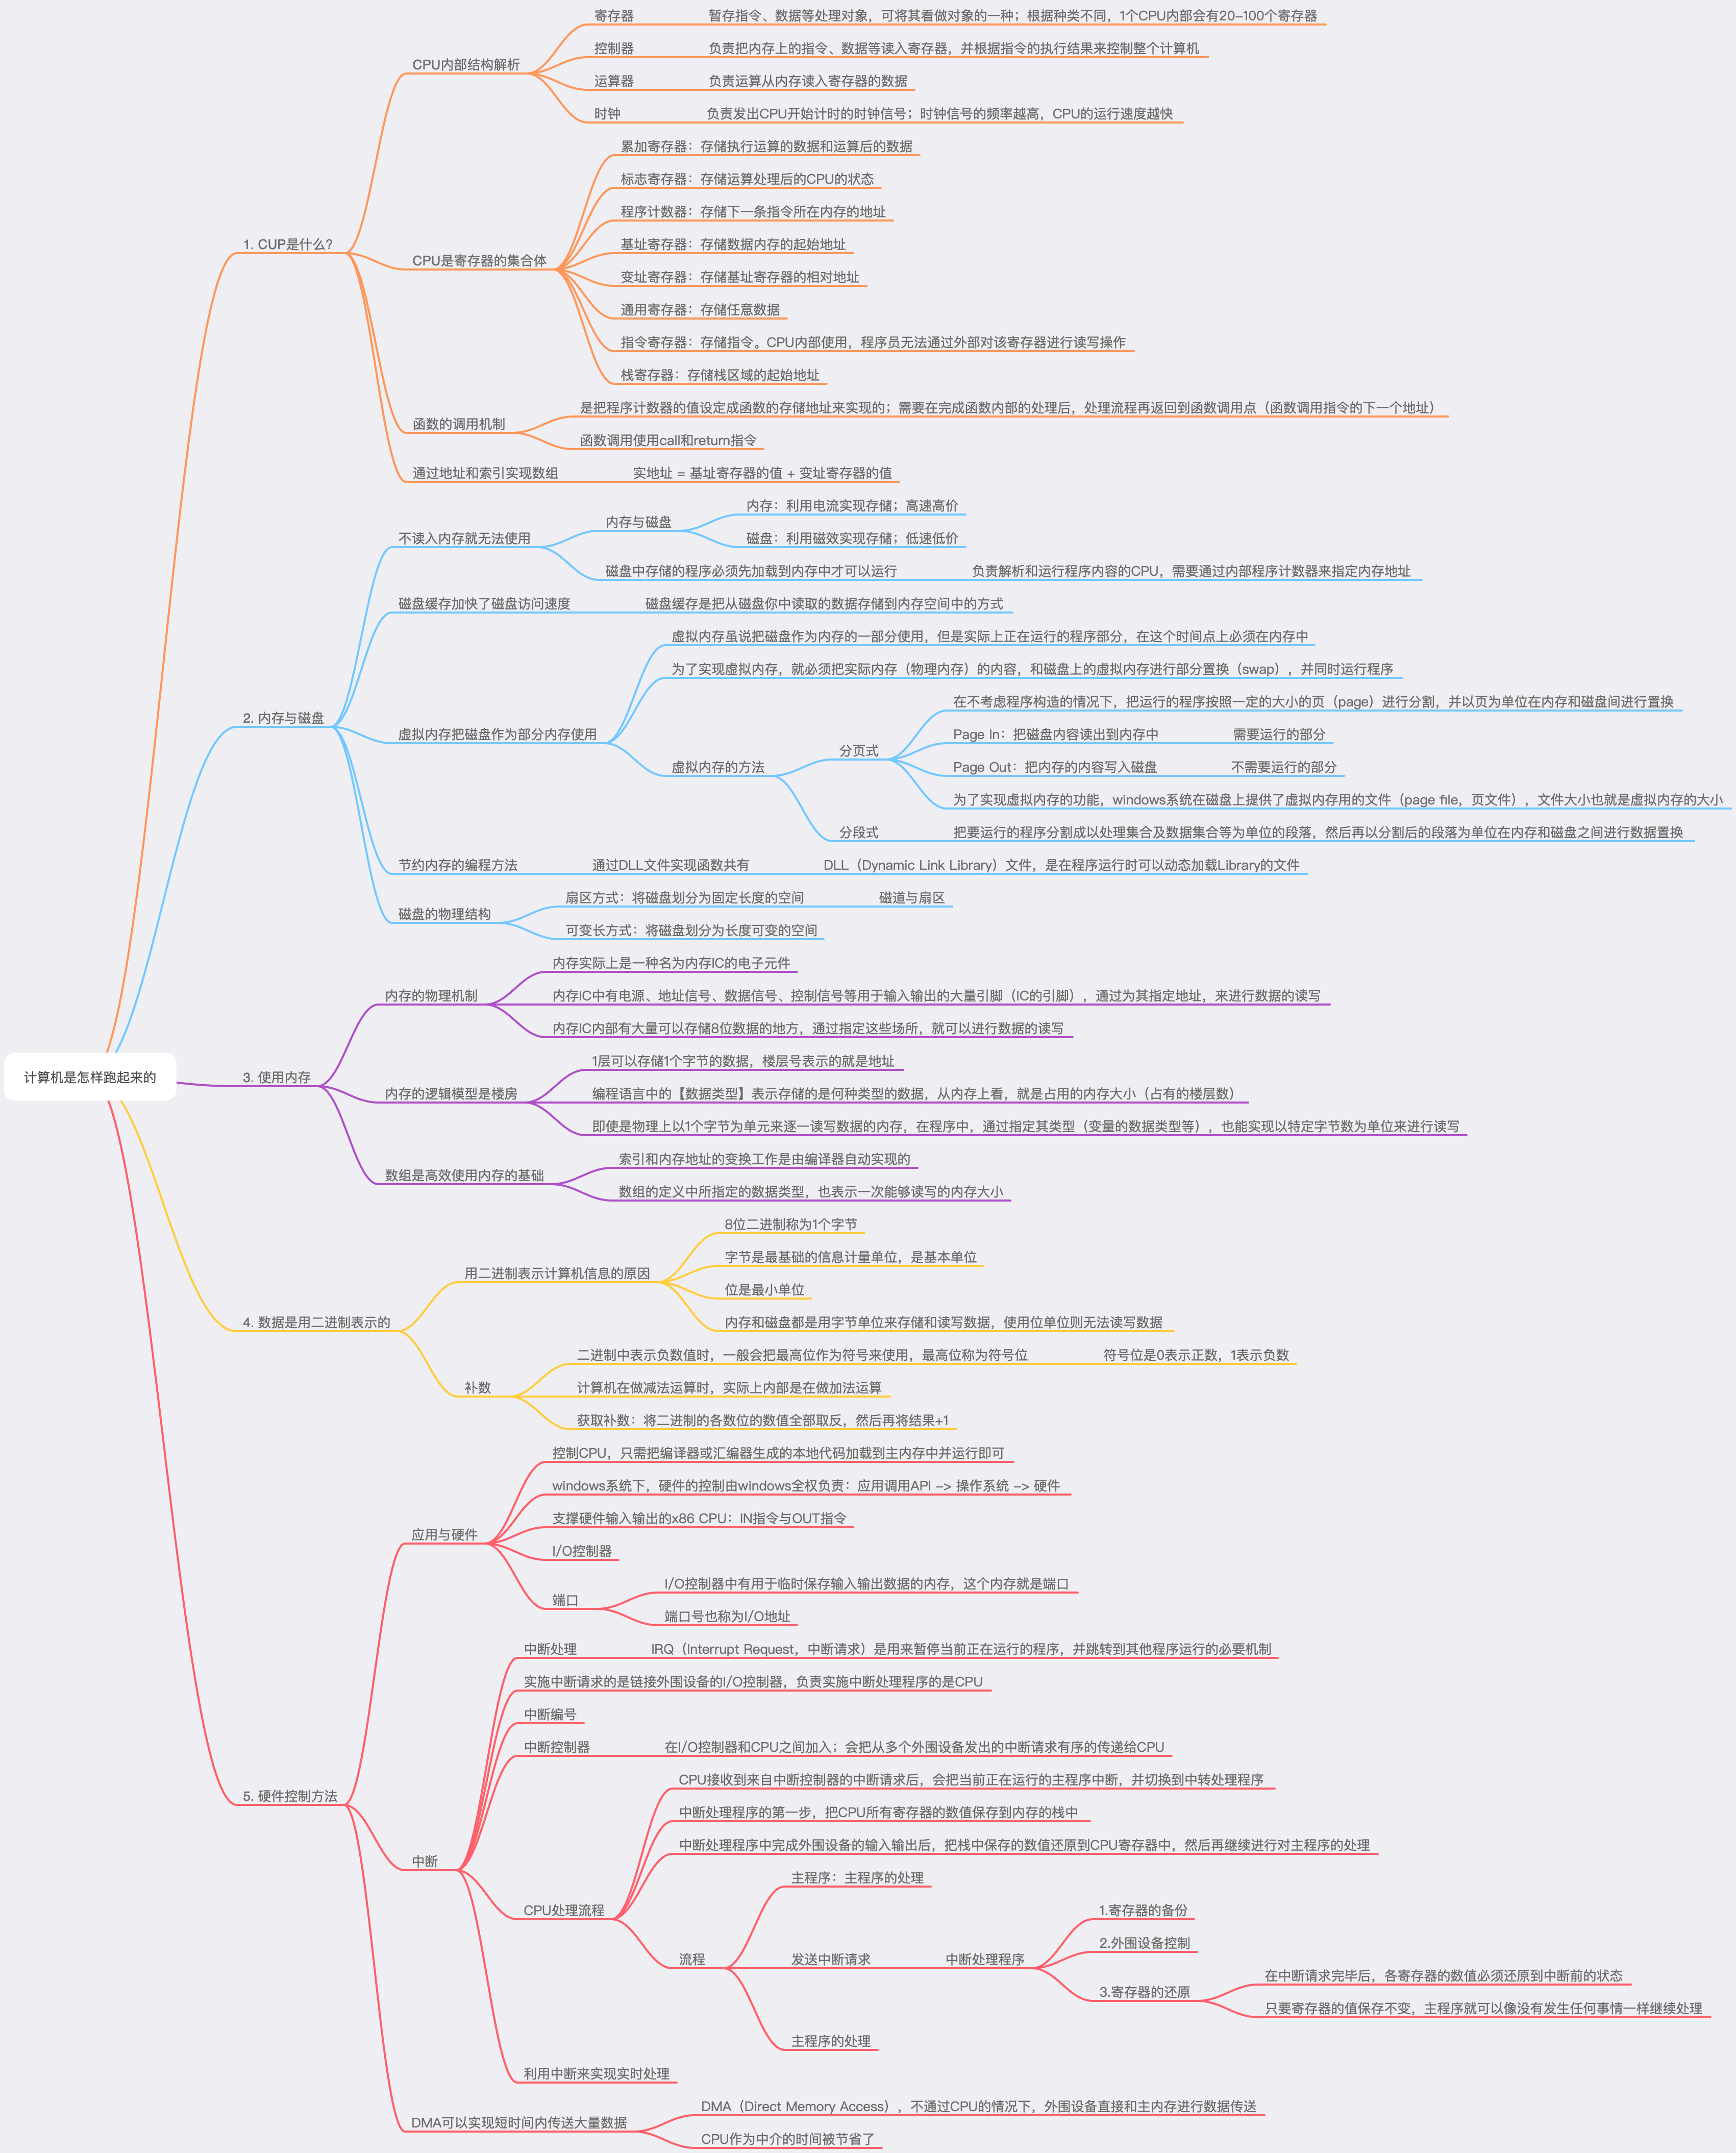 计算机是怎样跑起来的
1. CUP是什么?
CPU内部结构解析
寄存器
暂存指令、数据等处理对象，可将其看做对象的一种；根据种类不同，1个CPU内部会有20-100个寄存器
控制器
负责把内存上的指令、数据等读入寄存器，并根据指令的执行结果来控制整个计算机
运算器
负责运算从内存读入寄存器的数据
时钟
负责发出CPU开始计时的时钟信号；时钟信号的频率越高，CPU的运行速度越快
CPU是寄存器的集合体
累加寄存器：存储执行运算的数据和运算后的数据
标志寄存器：存储运算处理后的CPU的状态
程序计数器：存储下一条指令所在内存的地址
基址寄存器：存储数据内存的起始地址
变址寄存器：存储基址寄存器的相对地址
通用寄存器：存储任意数据
指令寄存器：存储指令。CPU内部使用，程序员无法通过外部对该寄存器进行读写操作
栈寄存器：存储栈区域的起始地址
函数的调用机制
是把程序计数器的值设定成函数的存储地址来实现的；需要在完成函数内部的处理后，处理流程再返回到函数调用点（函数调用指令的下一个地址）
函数调用使用call和return指令
通过地址和索引实现数组
实地址 = 基址寄存器的值 + 变址寄存器的值
2. 内存与磁盘
不读入内存就无法使用
内存与磁盘
内存：利用电流实现存储；高速高价
磁盘：利用磁效实现存储；低速低价
磁盘中存储的程序必须先加载到内存中才可以运行
负责解析和运行程序内容的CPU，需要通过内部程序计数器来指定内存地址
磁盘缓存加快了磁盘访问速度
磁盘缓存是把从磁盘你中读取的数据存储到内存空间中的方式
虚拟内存把磁盘作为部分内存使用
虚拟内存虽说把磁盘作为内存的一部分使用，但是实际上正在运行的程序部分，在这个时间点上必须在内存中
为了实现虚拟内存，就必须把实际内存（物理内存）的内容，和磁盘上的虚拟内存进行部分置换（swap），并同时运行程序
虚拟内存的方法
分页式
在不考虑程序构造的情况下，把运行的程序按照一定的大小的页（page）进行分割，并以页为单位在内存和磁盘间进行置换
Page In：把磁盘内容读出到内存中
需要运行的部分
Page Out：把内存的内容写入磁盘
不需要运行的部分
为了实现虚拟内存的功能，windows系统在磁盘上提供了虚拟内存用的文件（page file，页文件），文件大小也就是虚拟内存的大小
分段式
把要运行的程序分割成以处理集合及数据集合等为单位的段落，然后再以分割后的段落为单位在内存和磁盘之间进行数据置换
节约内存的编程方法
通过DLL文件实现函数共有
DLL（Dynamic Link Library）文件，是在程序运行时可以动态加载Library的文件
磁盘的物理结构
扇区方式：将磁盘划分为固定长度的空间
磁道与扇区
可变长方式：将磁盘划分为长度可变的空间
3. 使用内存
内存的物理机制
内存实际上是一种名为内存IC的电子元件
内存IC中有电源、地址信号、数据信号、控制信号等用于输入输出的大量引脚（IC的引脚），通过为其指定地址，来进行数据的读写
内存IC内部有大量可以存储8位数据的地方，通过指定这些场所，就可以进行数据的读写
内存的逻辑模型是楼房
1层可以存储1个字节的数据，楼层号表示的就是地址
编程语言中的【数据类型】表示存储的是何种类型的数据，从内存上看，就是占用的内存大小（占有的楼层数）
即使是物理上以1个字节为单元来逐一读写数据的内存，在程序中，通过指定其类型（变量的数据类型等），也能实现以特定字节数为单位来进行读写
数组是高效使用内存的基础
索引和内存地址的变换工作是由编译器自动实现的
数组的定义中所指定的数据类型，也表示一次能够读写的内存大小
4. 数据是用二进制表示的
用二进制表示计算机信息的原因
8位二进制称为1个字节
字节是最基础的信息计量单位，是基本单位
位是最小单位
内存和磁盘都是用字节单位来存储和读写数据，使用位单位则无法读写数据
补数
二进制中表示负数值时，一般会把最高位作为符号来使用，最高位称为符号位
符号位是0表示正数，1表示负数
计算机在做减法运算时，实际上内部是在做加法运算
获取补数：将二进制的各数位的数值全部取反，然后再将结果+1
5. 硬件控制方法
应用与硬件
控制CPU，只需把编译器或汇编器生成的本地代码加载到主内存中并运行即可
windows系统下，硬件的控制由windows全权负责：应用调用API -> 操作系统 -> 硬件
支撑硬件输入输出的x86 CPU：IN指令与OUT指令
I/O控制器
端口
I/O控制器中有用于临时保存输入输出数据的内存，这个内存就是端口
端口号也称为I/O地址
中断
中断处理
IRQ（Interrupt Request，中断请求）是用来暂停当前正在运行的程序，并跳转到其他程序运行的必要机制
实施中断请求的是链接外围设备的I/O控制器，负责实施中断处理程序的是CPU
中断编号
中断控制器
在I/O控制器和CPU之间加入；会把从多个外围设备发出的中断请求有序的传递给CPU
CPU处理流程
CPU接收到来自中断控制器的中断请求后，会把当前正在运行的主程序中断，并切换到中转处理程序
中断处理程序的第一步，把CPU所有寄存器的数值保存到内存的栈中
中断处理程序中完成外围设备的输入输出后，把栈中保存的数值还原到CPU寄存器中，然后再继续进行对主程序的处理
流程
主程序：主程序的处理
发送中断请求
中断处理程序
1.寄存器的备份
2.外围设备控制
3.寄存器的还原
在中断请求完毕后，各寄存器的数值必须还原到中断前的状态
只要寄存器的值保存不变，主程序就可以像没有发生任何事情一样继续处理
主程序的处理
利用中断来实现实时处理
DMA可以实现短时间内传送大量数据
DMA（Direct Memory Access），不通过CPU的情况下，外围设备直接和主内存进行数据传送
CPU作为中介的时间被节省了